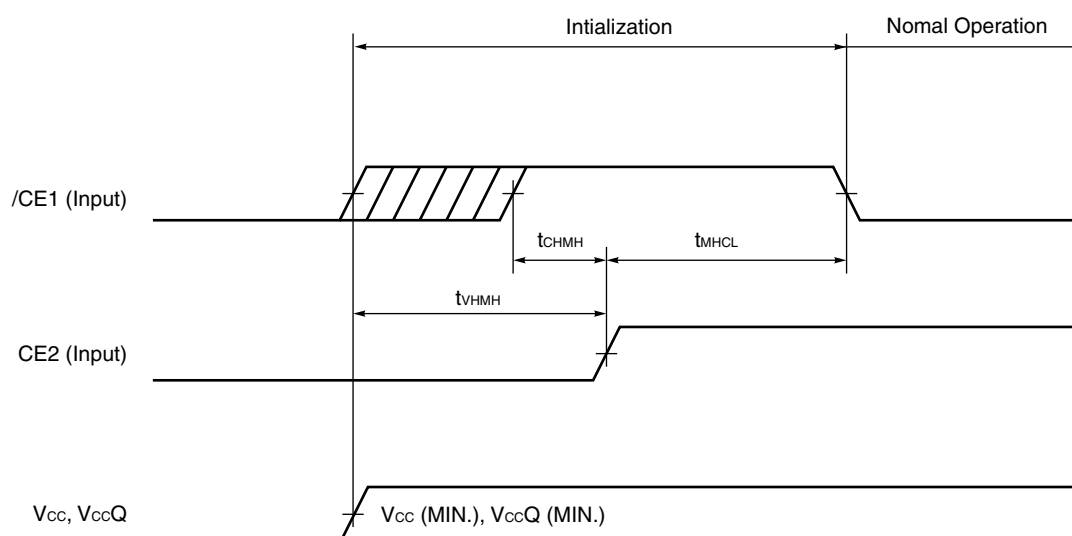 Intialization
Nomal Operation
/CE1 (Input)
tCHMH
tMHCL
tVHMH
CE2 (Input)
VCC, VCCQ
VCC (MIN.), VCCQ (MIN.)